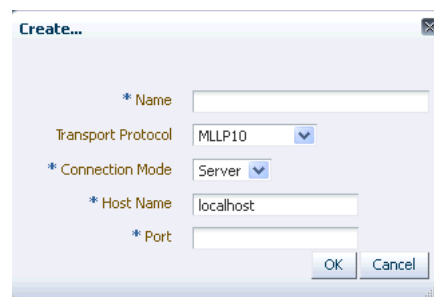 Create...
* Name
Transport Protocol MLLP10
* Connection Mode Server
* Host Name localhost
* Port
OK Cancel